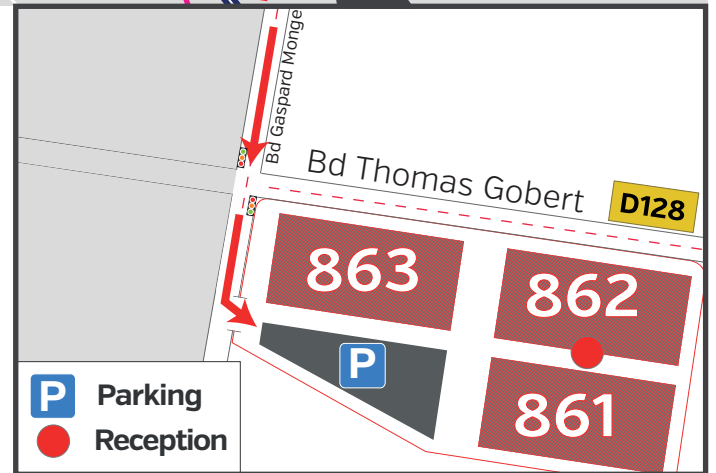 Bd Gaspard Monge
Bd Thomas Gobert
D128
863
862
P
861
P Parking
Reception